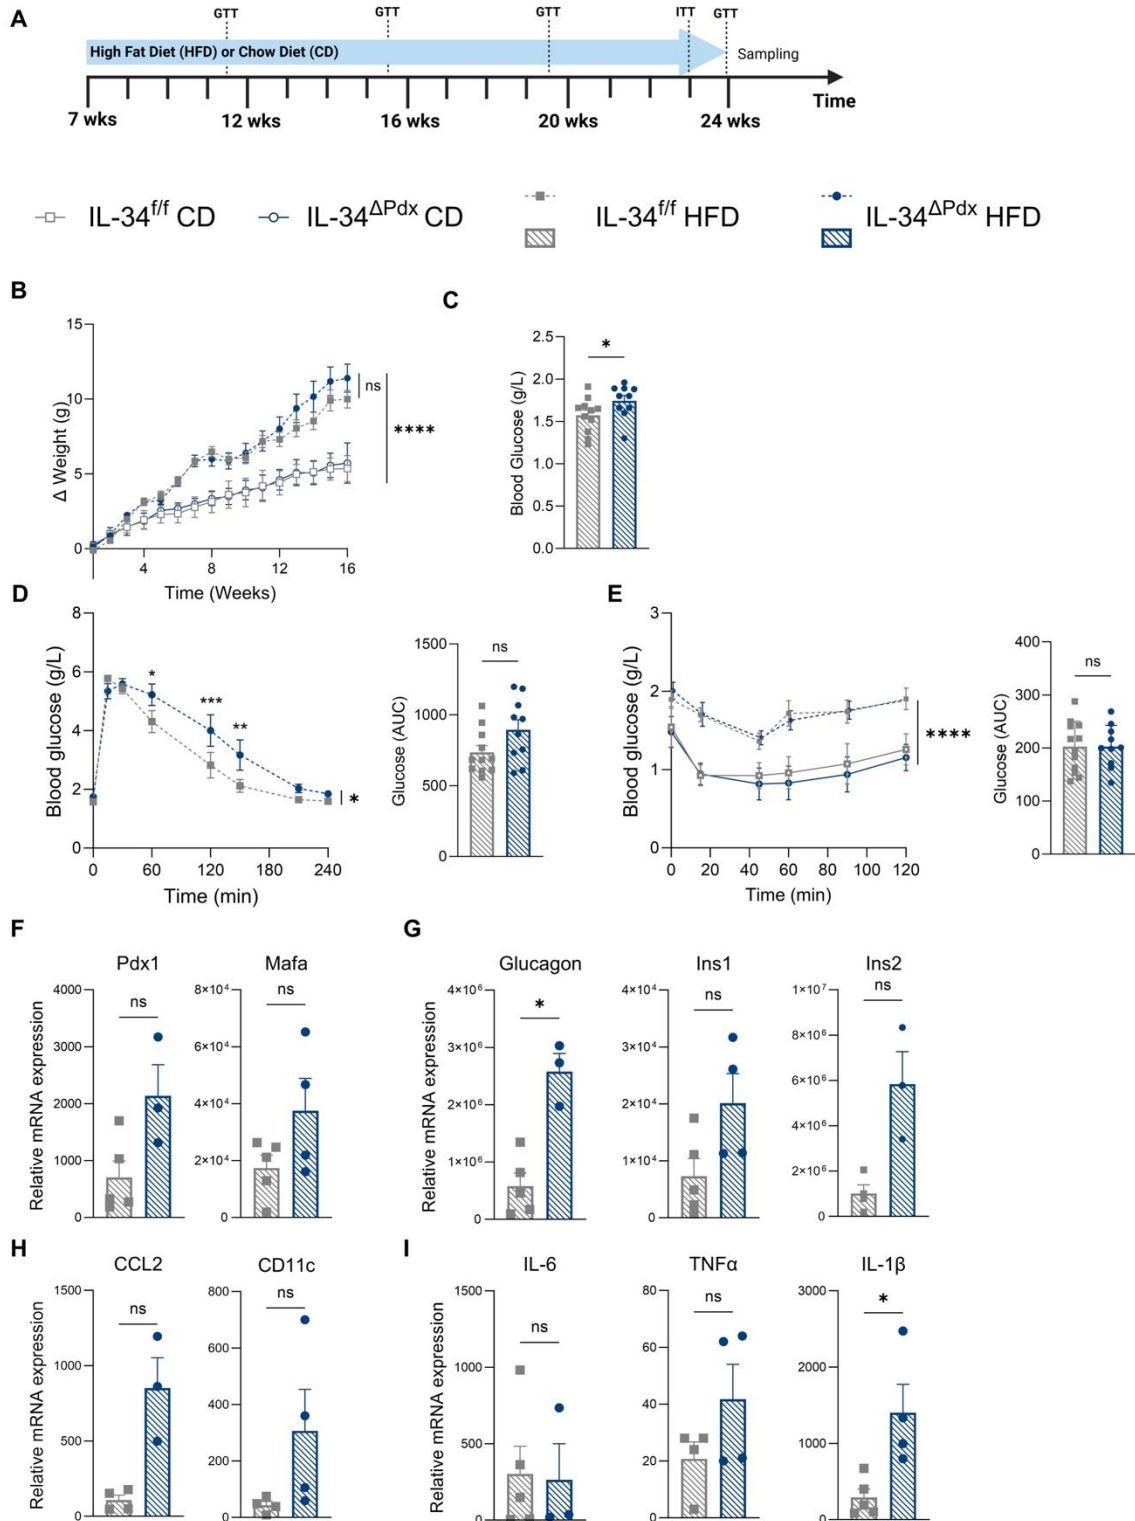 A
GTT GTT GTT ITT GTT
High Fat Diet (HFD) or Chow Diet (CD)
Sampling
Time
7 wks 12 wks 16 wks 20 wks 24 wks
IL-34f/f CD IL-34ΔPdx CD IL-34f/f HFD IL-34ΔPdx HFD
B
Δ Weight (g)
15
10
5
0
4 8 12 16
Time (Weeks)
ns
****
C
Blood Glucose (g/L)
2.5
2.0
1.5
1.0
0.5
0.0
*
D
Blood glucose (g/L)
8
6
4
2
0
0 60 120 180 240
Time (min)
* *** **
*
Glucose (AUC)
1500
1000
500
0
ns
E
Blood glucose (g/L)
3
2
1
0
0 20 40 60 80 100 120
Time (min)
****
Glucose (AUC)
400
300
200
100
0
ns
F
Relative mRNA expression
Pdx1
4000
3000
2000
1000
0
ns
Mafa
8×10⁴
6×10⁴
4×10⁴
2×10⁴
0
ns
G
Relative mRNA expression
Glucagon
4×10⁶
3×10⁶
2×10⁶
1×10⁶
0
*
Ins1
4×10⁴
3×10⁴
2×10⁴
1×10⁴
0
ns
Ins2
1×10⁷
8×10⁶
6×10⁶
4×10⁶
2×10⁶
0
ns
H
Relative mRNA expression
CCL2
1500
1000
500
0
ns
CD11c
800
600
400
200
0
ns
I
Relative mRNA expression
IL-6
1500
1000
500
0
ns
TNFα
80
60
40
20
0
ns
IL-1β
3000
2000
1000
0
*